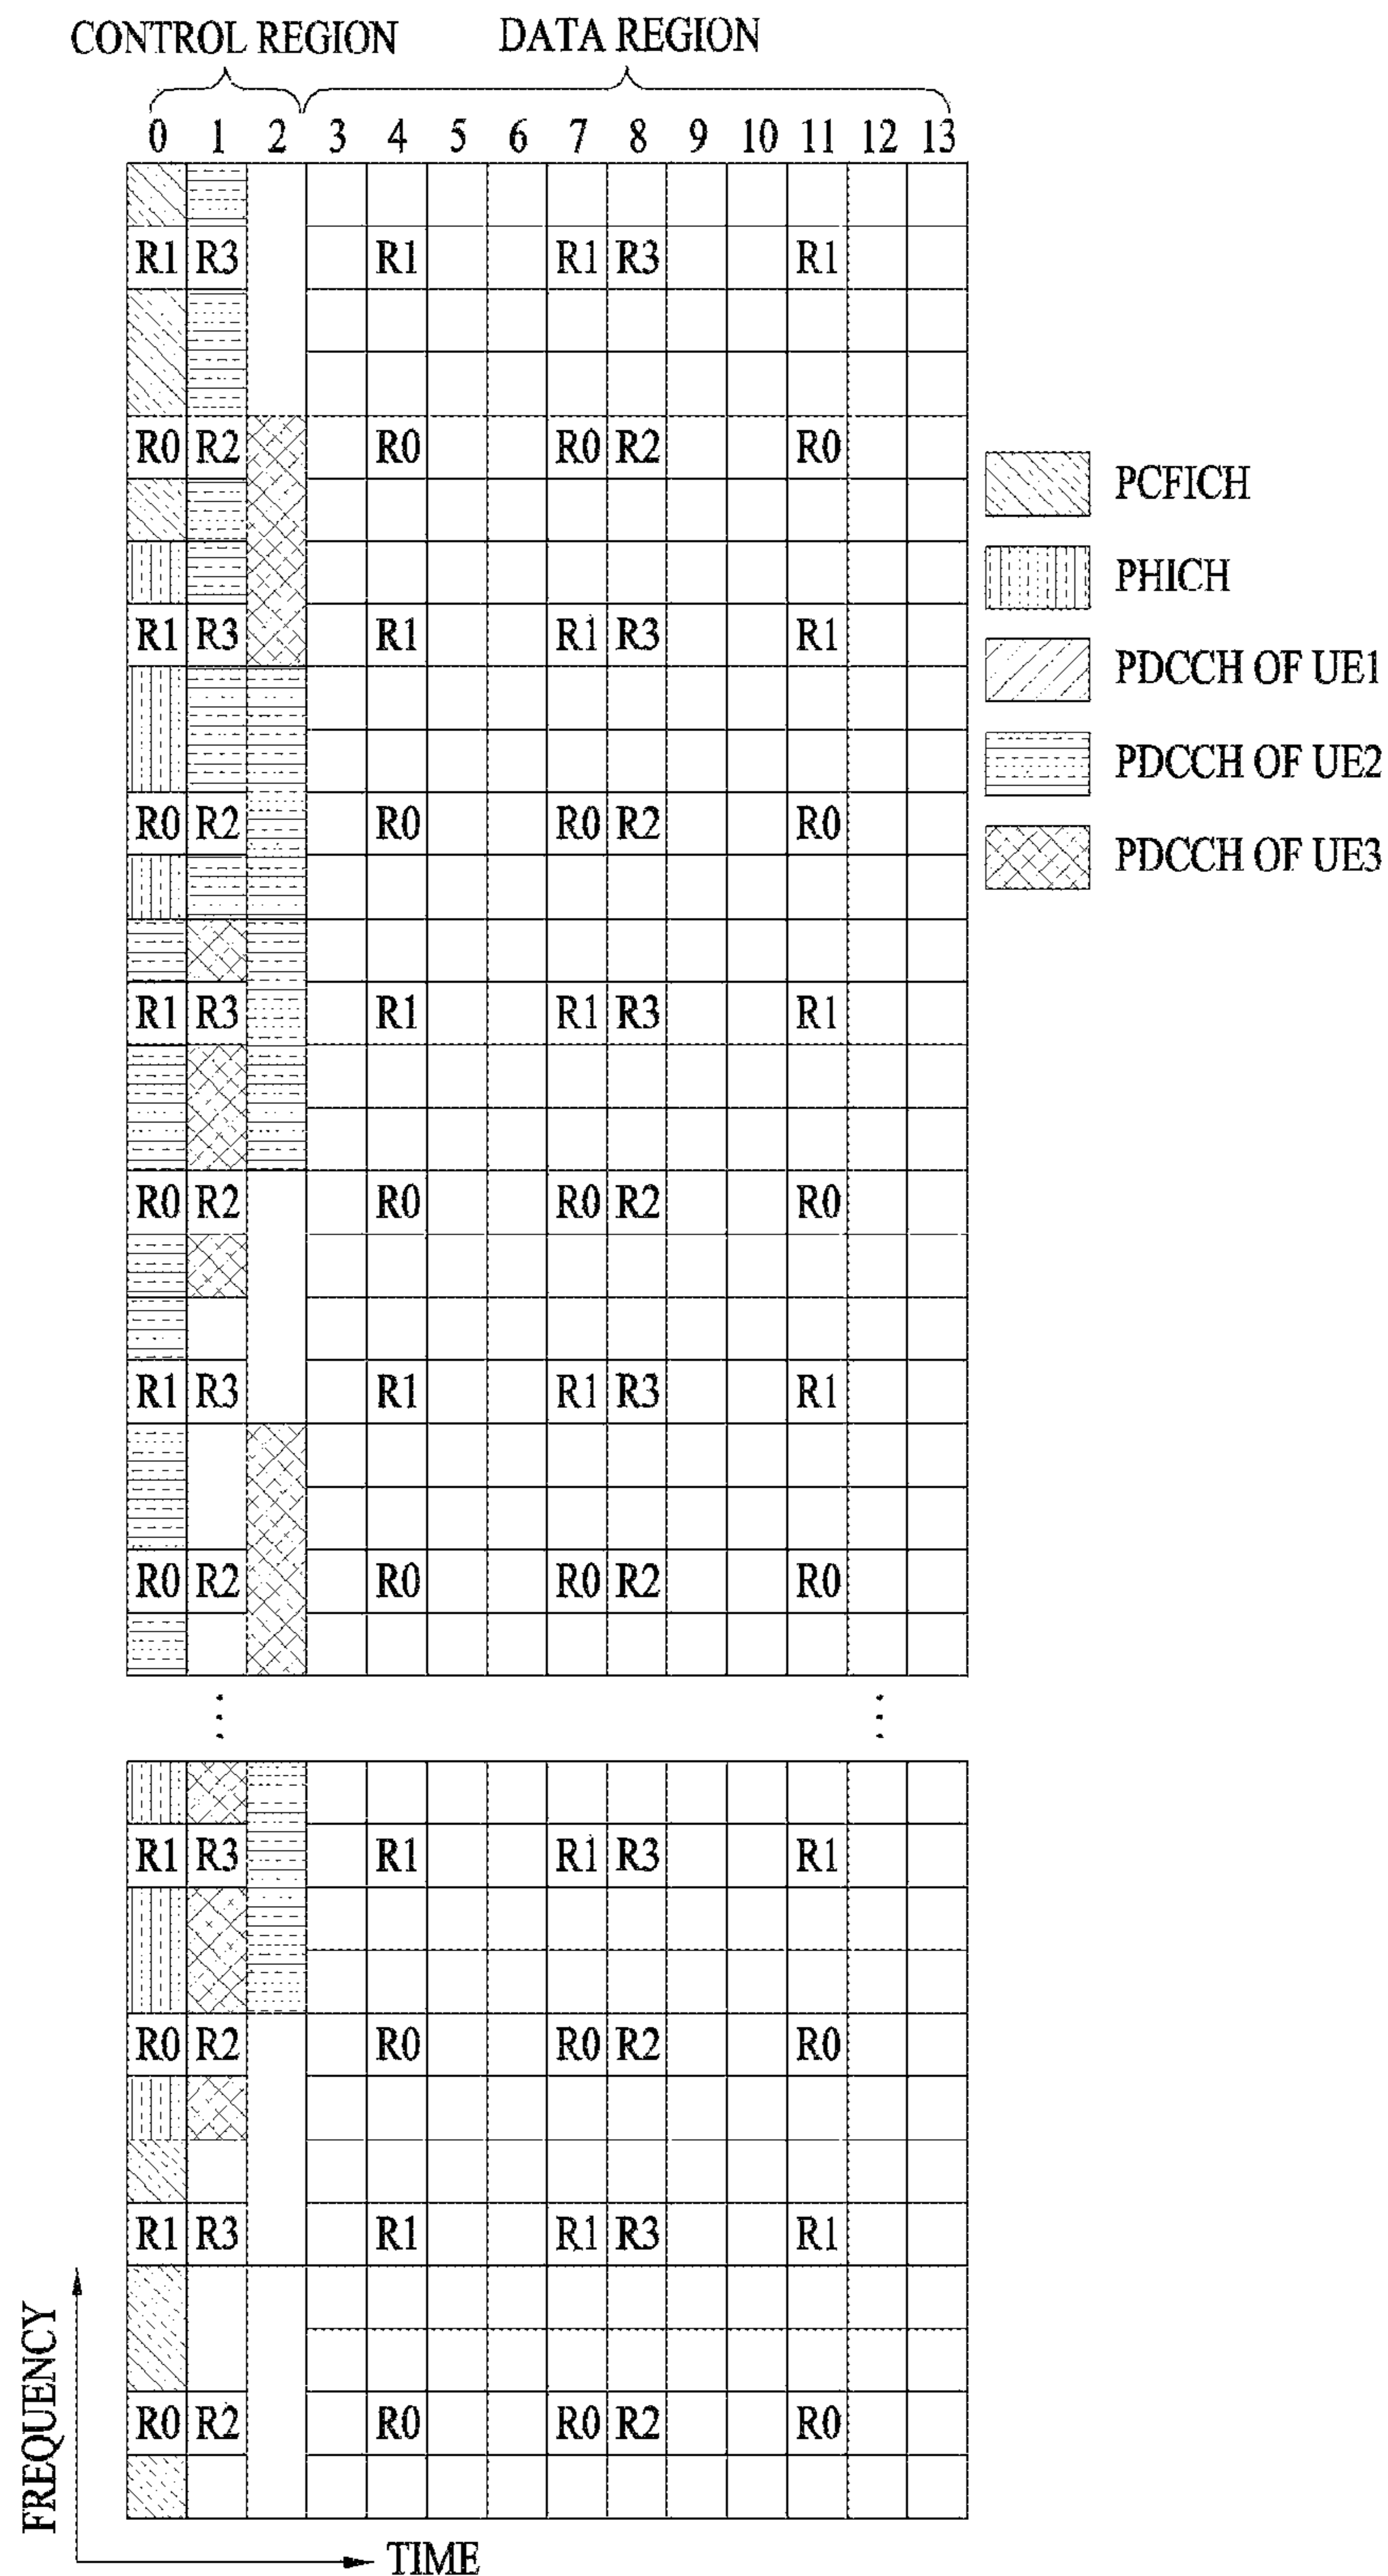 CONTROL REGION DATA REGION
0 1 2 3 4 5 6 7 8 9 10 11 12 13
R1 R3 R1 R1 R3 R1
R0 R2 R0 R0 R2 R0
PCFICH
PHICH
R1 R3 R1 R1 R3 R1
PDCCH OF UE1
PDCCH OF UE2
R0 R2 R0 R0 R2 R0
PDCCH OF UE3
R1 R3 R1 R1 R3 R1
R0 R2 R0 R0 R2 R0
R1 R3 R1 R1 R3 R1
R0 R2 R0 R0 R2 R0
R1 R3 R1 R1 R3 R1
R0 R2 R0 R0 R2 R0
R1 R3 R1 R1 R3 R1
R0 R2 R0 R0 R2 R0
FREQUENCY
TIME